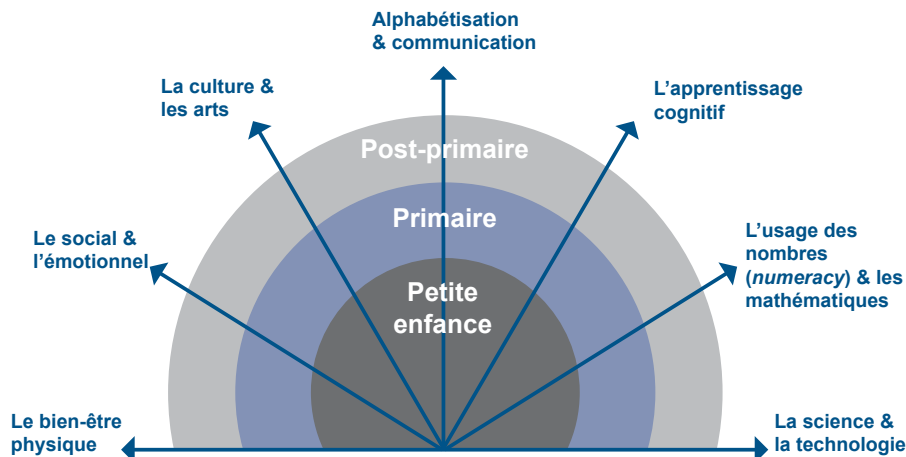 Alphabétisation
& communication
La culture &
les arts
L’apprentissage
cognitif
Post-primaire
Primaire
Le social &
l’émotionnel
L’usage des
nombres
(numeracy) & les
mathématiques
Petite
enfance
Le bien-être
physique
La science &
la technologie